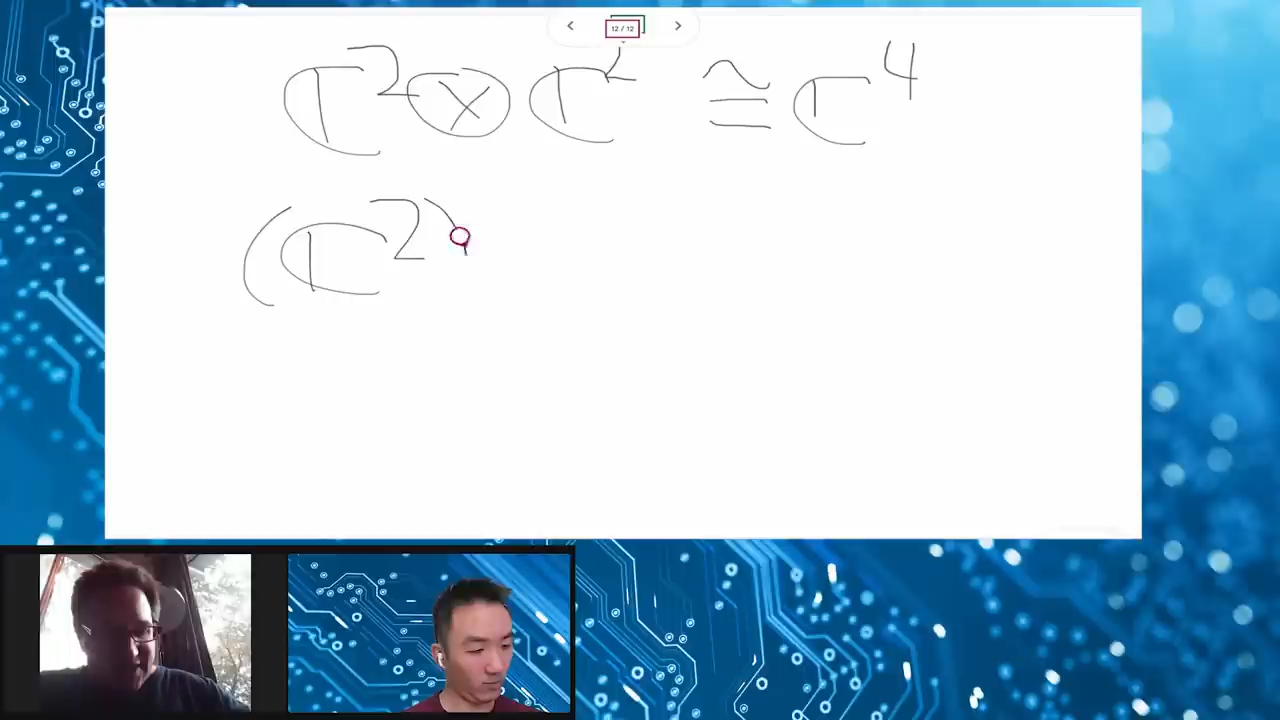 12 / 12
ℂ² ⊗ ℂ² ≅ ℂ⁴
(ℂ²)